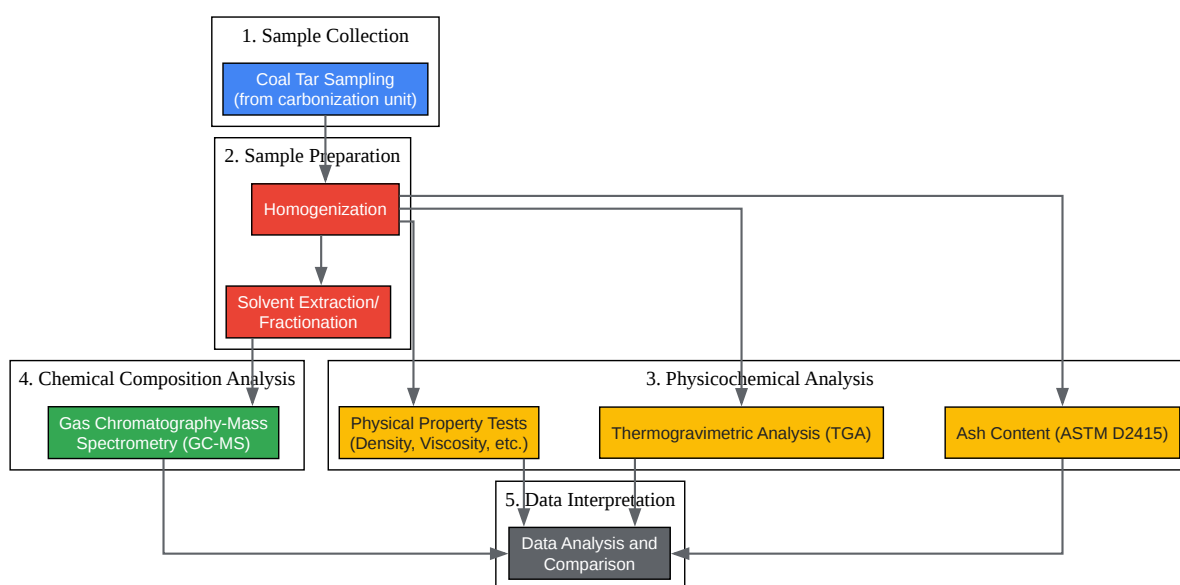 1. Sample Collection
Coal Tar Sampling
(from carbonization unit)
2. Sample Preparation
Homogenization
Solvent Extraction/
Fractionation
4. Chemical Composition Analysis
Gas Chromatography-Mass
Spectrometry (GC-MS)
3. Physicochemical Analysis
Physical Property Tests
(Density, Viscosity, etc.)
Thermogravimetric Analysis (TGA)
Ash Content (ASTM D2415)
5. Data Interpretation
Data Analysis and
Comparison